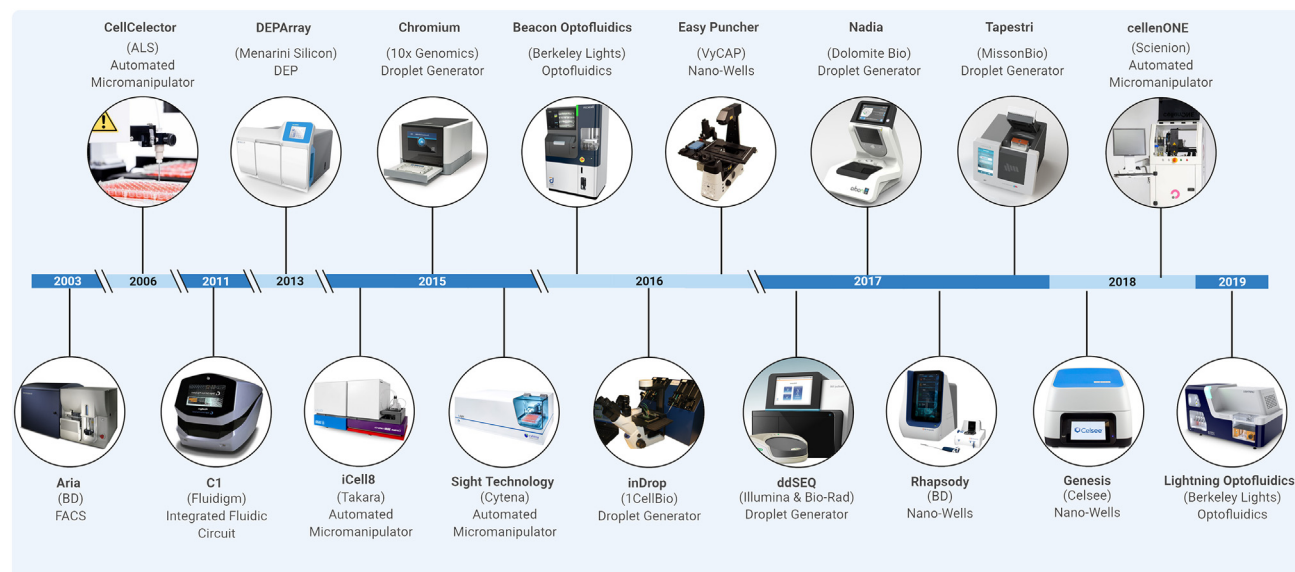 CellCelector
(ALS)
Automated
Micromanipulator
DEPArray
(Menarini Silicon)
DEP
Chromium
(10x Genomics)
Droplet Generator
Beacon Optofluidics
(Berkeley Lights)
Optofluidics
Easy Puncher
(VyCAP)
Nano-Wells
Nadia
(Dolomite Bio)
Droplet Generator
Tapestri
(MissonBio)
Droplet Generator
cellenONE
(Scienion)
Automated
Micromanipulator
2003
2006
2011
2013
2015
2016
2017
2018
2019
Celsee
Aria
(BD)
FACS
C1
(Fluidigm)
Integrated Fluidic
Circuit
iCell8
(Takara)
Automated
Micromanipulator
Sight Technology
(Cytena)
Automated
Micromanipulator
inDrop
(1CellBio)
Droplet Generator
ddSEQ
(Illumina & Bio-Rad)
Droplet Generator
Rhapsody
(BD)
Nano-Wells
Genesis
(Celsee)
Nano-Wells
Lightning Optofluidics
(Berkeley Lights)
Optofluidics